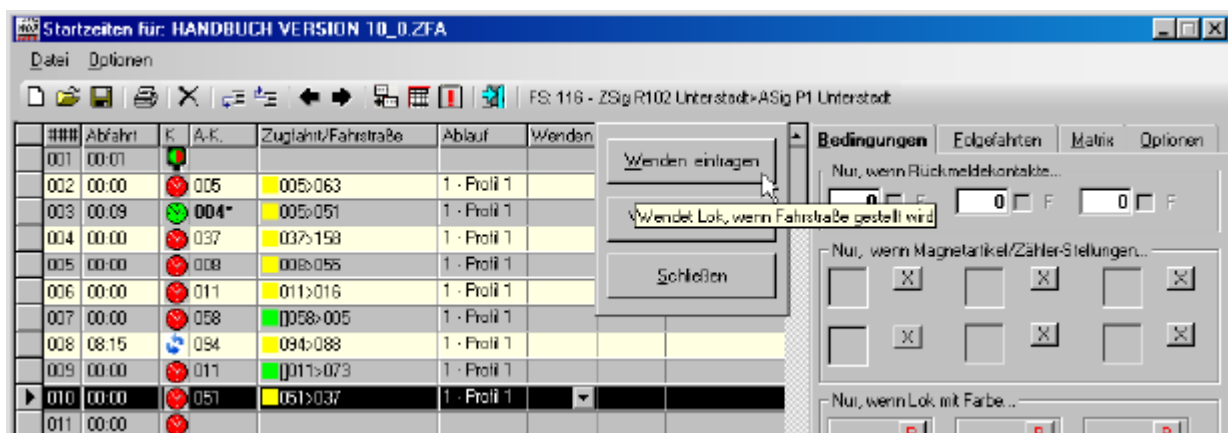 Startzeiten für: HANDBUCH VERSION 10_0.ZFA
Datei Optionen
FS: 116 - ZSig R102 Unterstadt>ASig P1 Unterstadt
### Abfahrt K A-K. Zugfahrt/Fahrstraße Ablauf Wenden
001 00:01
002 00:00 005 005>063 1 - Profil 1
003 00:09 004* 005>051 1 - Profil 1
004 00:00 037 037>158 1 - Profil 1
005 00:00 008 008>055 1 - Profil 1
006 00:00 011 011>016 1 - Profil 1
007 00:00 058 []058>005 1 - Profil 1
008 08:15 094 094>088 1 - Profil 1
009 00:00 011 []011>073 1 - Profil 1
010 00:00 051 051>037 1 - Profil 1
011 00:00
Wenden eintragen
Wendet Lok, wenn Fahrstraße gestellt wird
Schließen
Bedingungen Folgefahrten Matrix Optionen
Nur, wenn Rückmeldekontakte...
0 F 0 F 0 F
Nur, wenn Magnetartikel/Zähler-Stellungen...
X X X
X X X
Nur, wenn Lok mit Farbe...